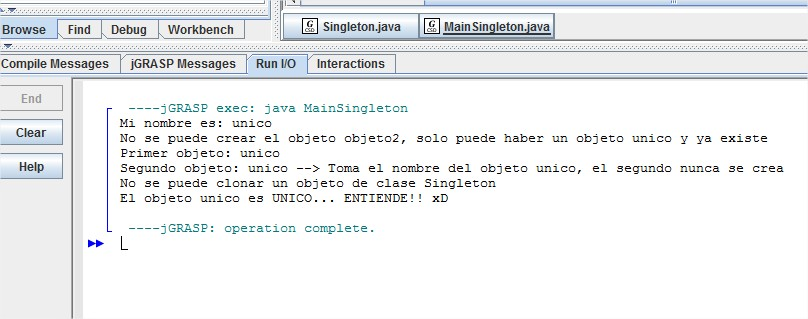 Browse Find Debug Workbench
Singleton.java MainSingleton.java
Compile Messages jGRASP Messages Run I/O Interactions
End
Clear
Help
----jGRASP exec: java MainSingleton
Mi nombre es: unico
No se puede crear el objeto objeto2, solo puede haber un objeto unico y ya existe
Primer objeto: unico
Segundo objeto: unico --> Toma el nombre del objeto unico, el segundo nunca se crea
No se puede clonar un objeto de clase Singleton
El objeto unico es UNICO... ENTIENDE!! xD
----jGRASP: operation complete.